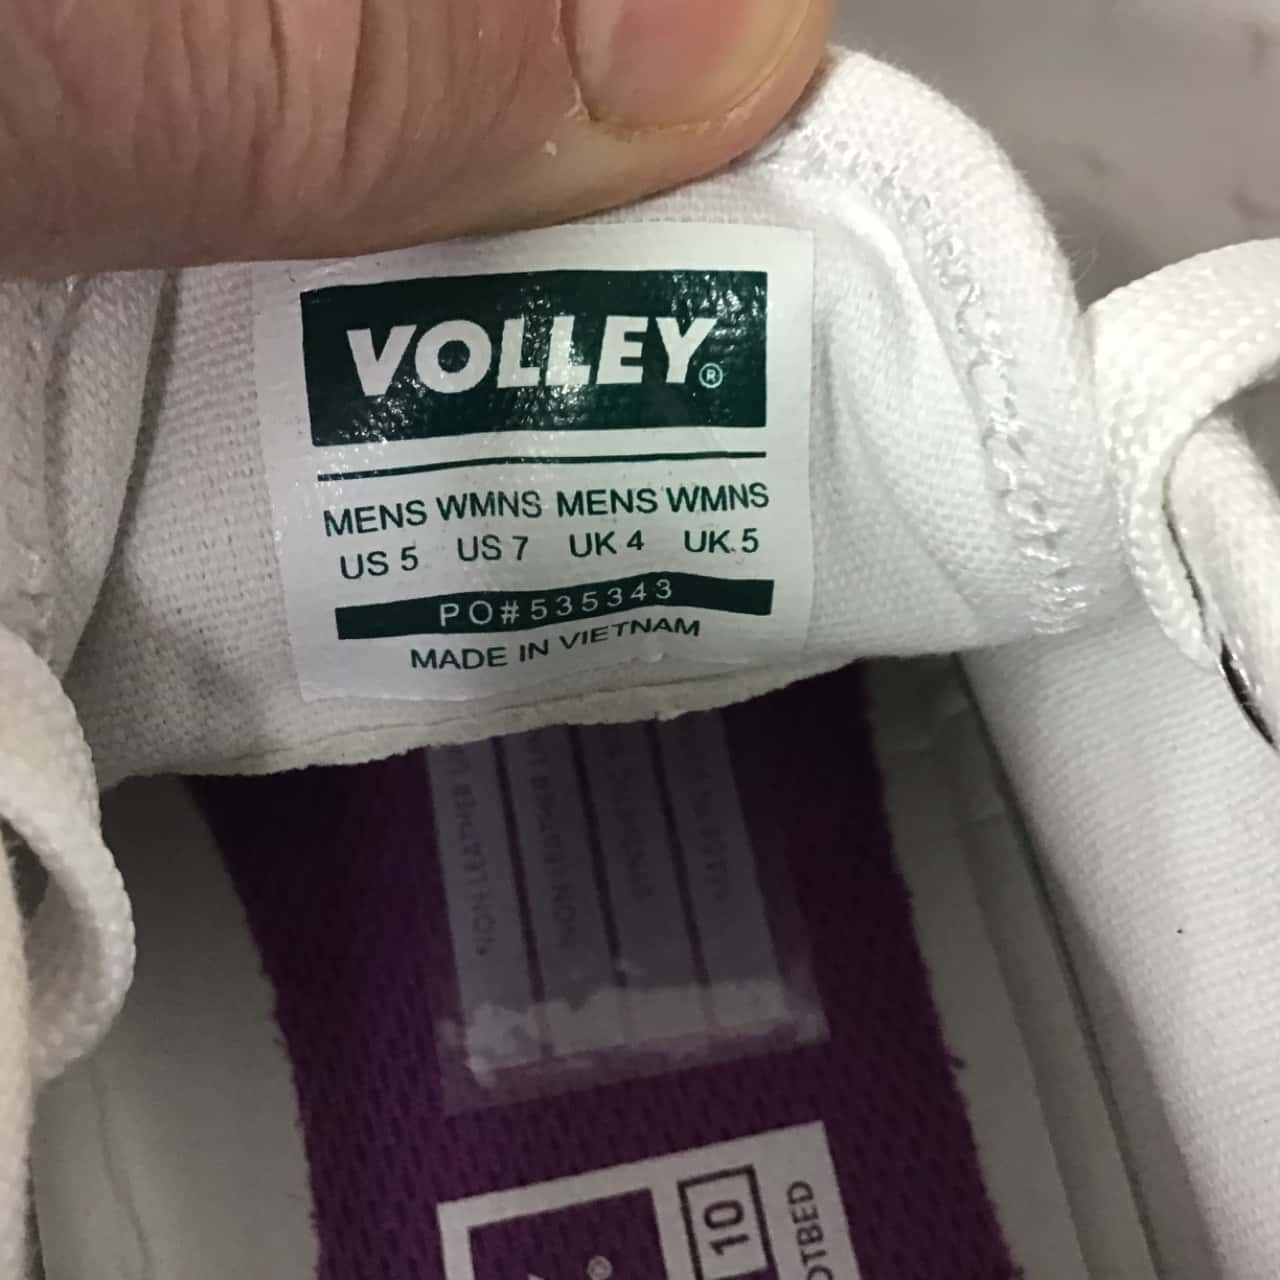 VOLLEY®
MENS WMNS MENS WMNS
US 5 US 7 UK 4 UK 5
PO#535343
MADE IN VIETNAM
10